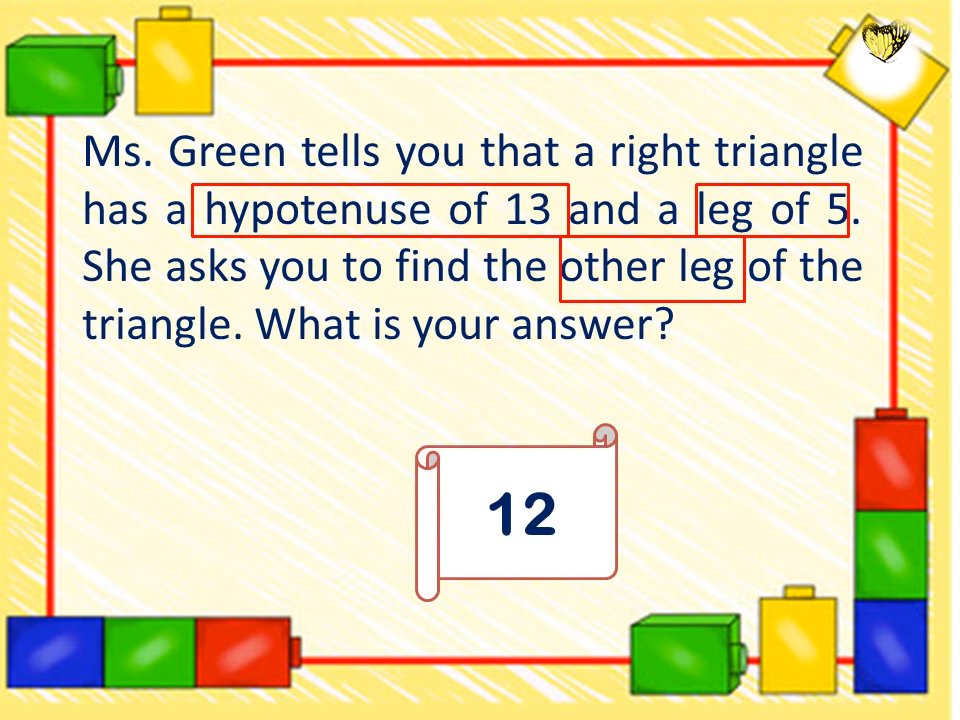 Ms. Green tells you that a right triangle
has a hypotenuse of 13 and a leg of 5.
She asks you to find the other leg of the
triangle. What is your answer?
12